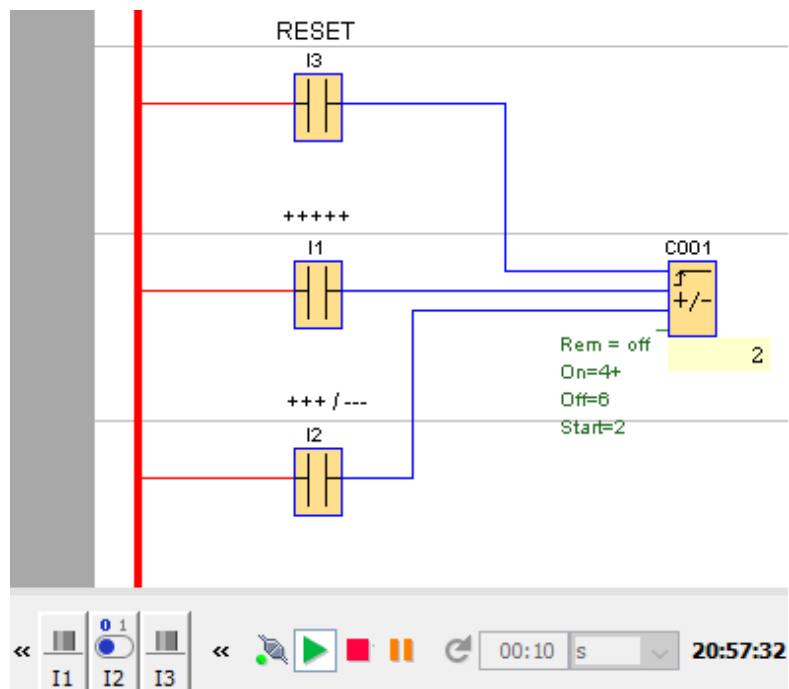 RESET
I3
+++++
I1
C001
+/-
Rem = off
2
On=4+
Off=6
Start=2
+++ / ---
I2
« I1 0 1 I2 I3 « 00:10 s 20:57:32